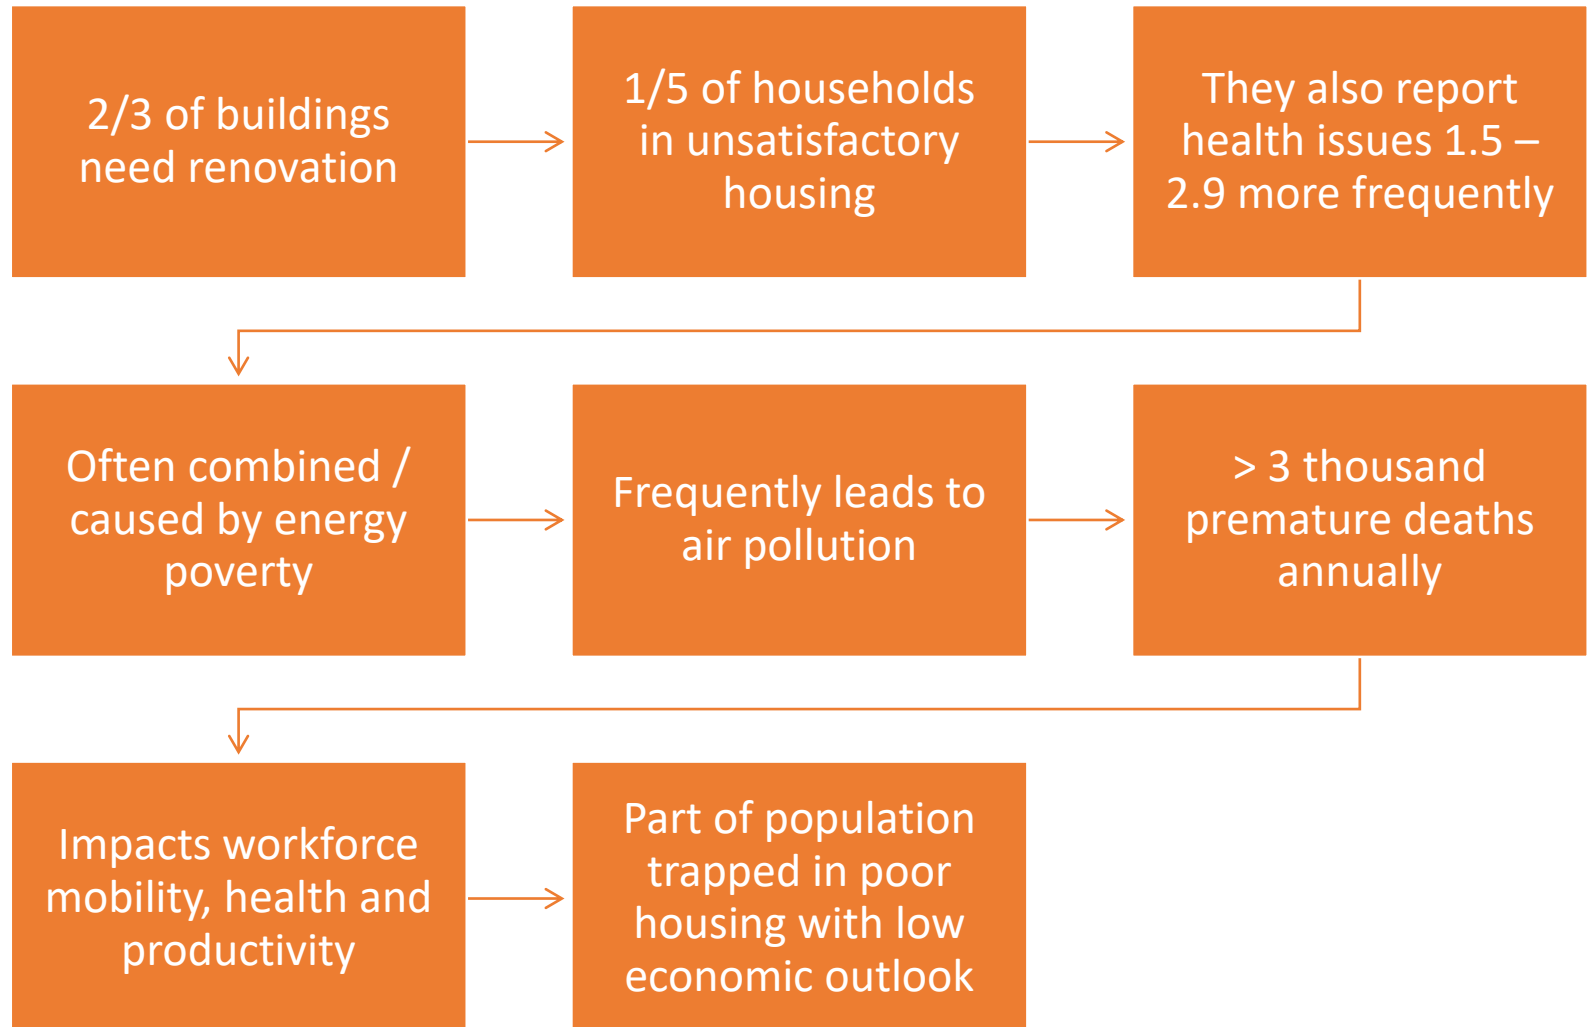 2/3 of buildings
need renovation
1/5 of households
in unsatisfactory
housing
They also report
health issues 1.5 –
2.9 more frequently
Often combined /
caused by energy
poverty
Frequently leads to
air pollution
> 3 thousand
premature deaths
annually
Impacts workforce
mobility, health and
productivity
Part of population
trapped in poor
housing with low
economic outlook